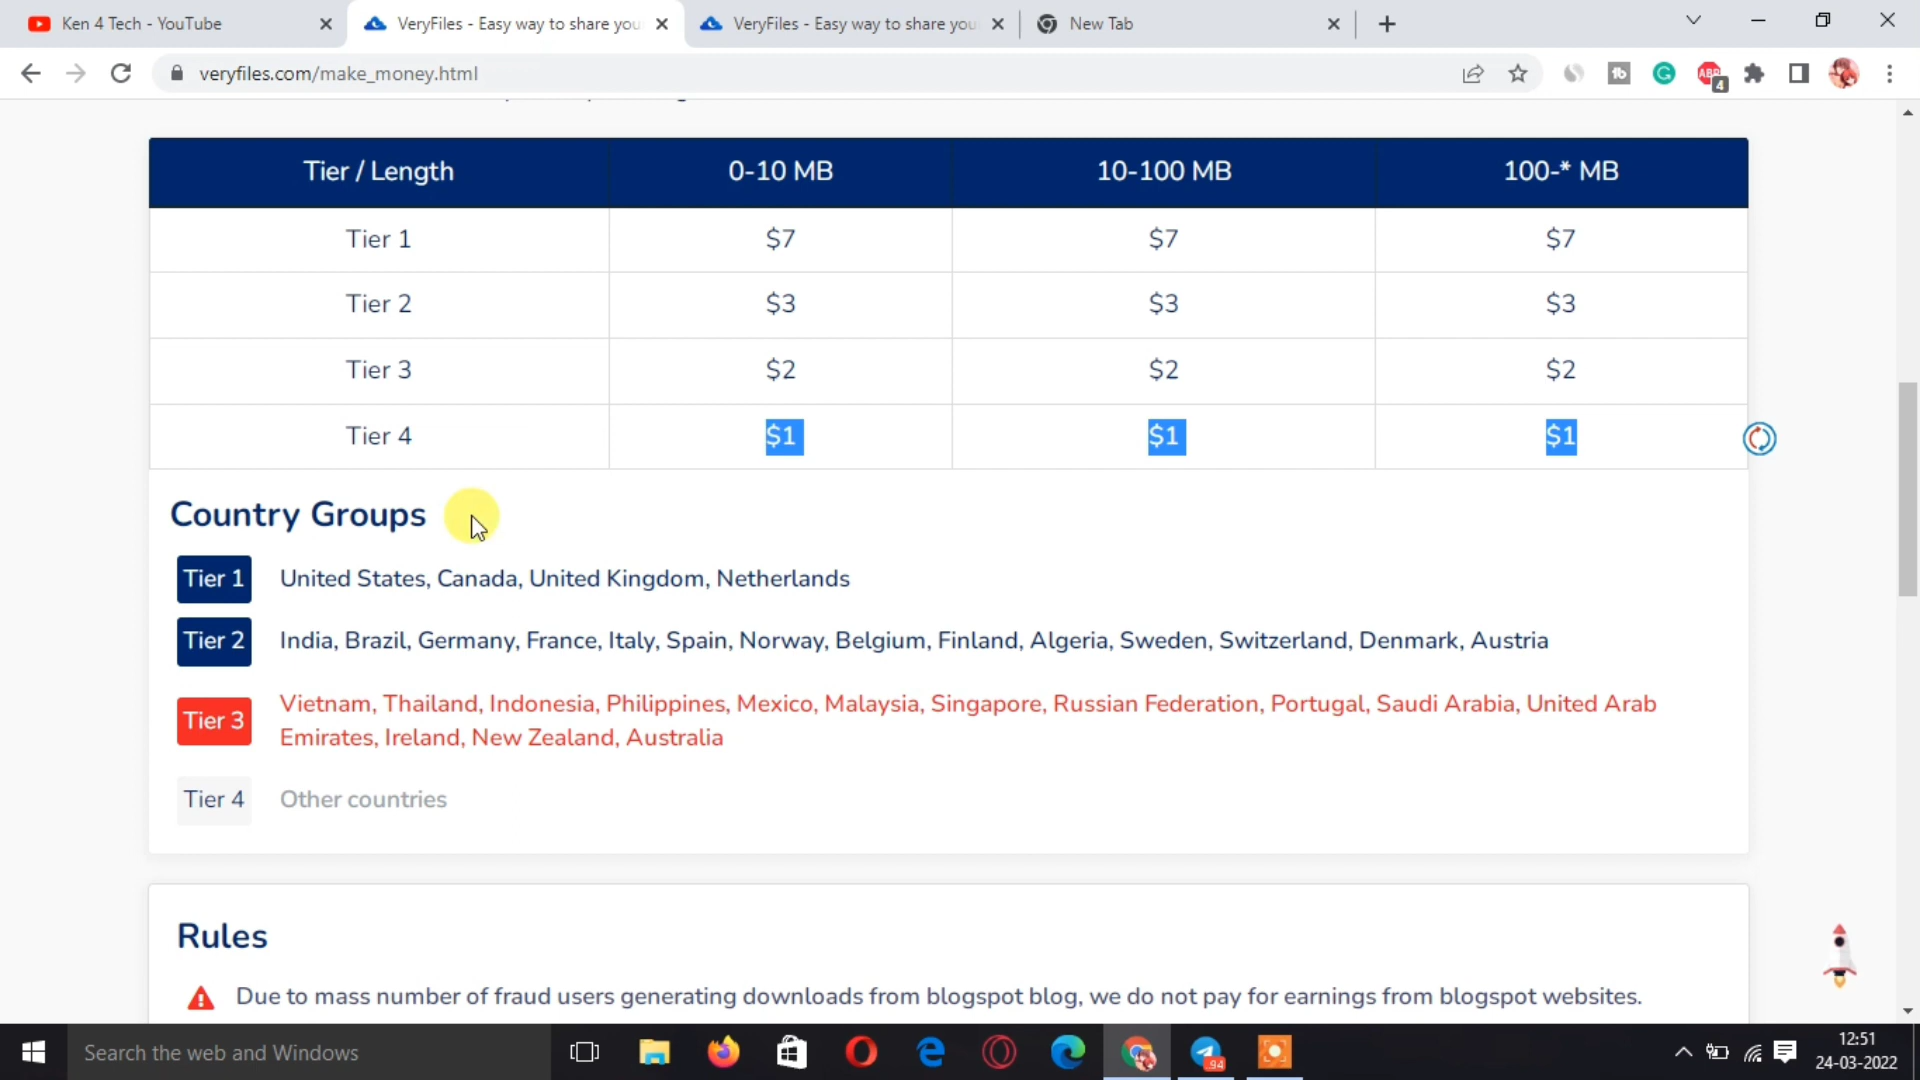 Ken 4 Tech - YouTube
VeryFiles - Easy way to share you
VeryFiles - Easy way to share you
New Tab
veryfiles.com/make_money.html
ABP
4
Tier / Length 0-10 MB 10-100 MB 100-* MB
Tier 1 $7 $7 $7
Tier 2 $3 $3 $3
Tier 3 $2 $2 $2
Tier 4 $1 $1 $1
Country Groups
Tier 1 United States, Canada, United Kingdom, Netherlands
Tier 2 India, Brazil, Germany, France, Italy, Spain, Norway, Belgium, Finland, Algeria, Sweden, Switzerland, Denmark, Austria
Tier 3 Vietnam, Thailand, Indonesia, Philippines, Mexico, Malaysia, Singapore, Russian Federation, Portugal, Saudi Arabia, United Arab
Emirates, Ireland, New Zealand, Australia
Tier 4 Other countries
Rules
Due to mass number of fraud users generating downloads from blogspot blog, we do not pay for earnings from blogspot websites.
Search the web and Windows
94
12:51
24-03-2022